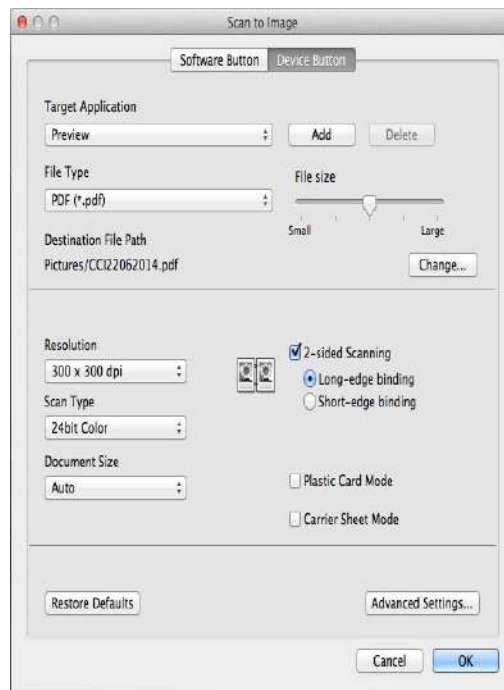 Scan to Image
Software Button Device Button
Target Application
Preview Add Delete
File Type File size
PDF (*.pdf)
Small Large
Destination File Path
Pictures/CCI22062014.pdf Change...
Resolution
300 x 300 dpi
2-sided Scanning
Long-edge binding
Short-edge binding
Scan Type
24bit Color
Document Size
Auto
Plastic Card Mode
Carrier Sheet Mode
Restore Defaults Advanced Settings...
Cancel OK